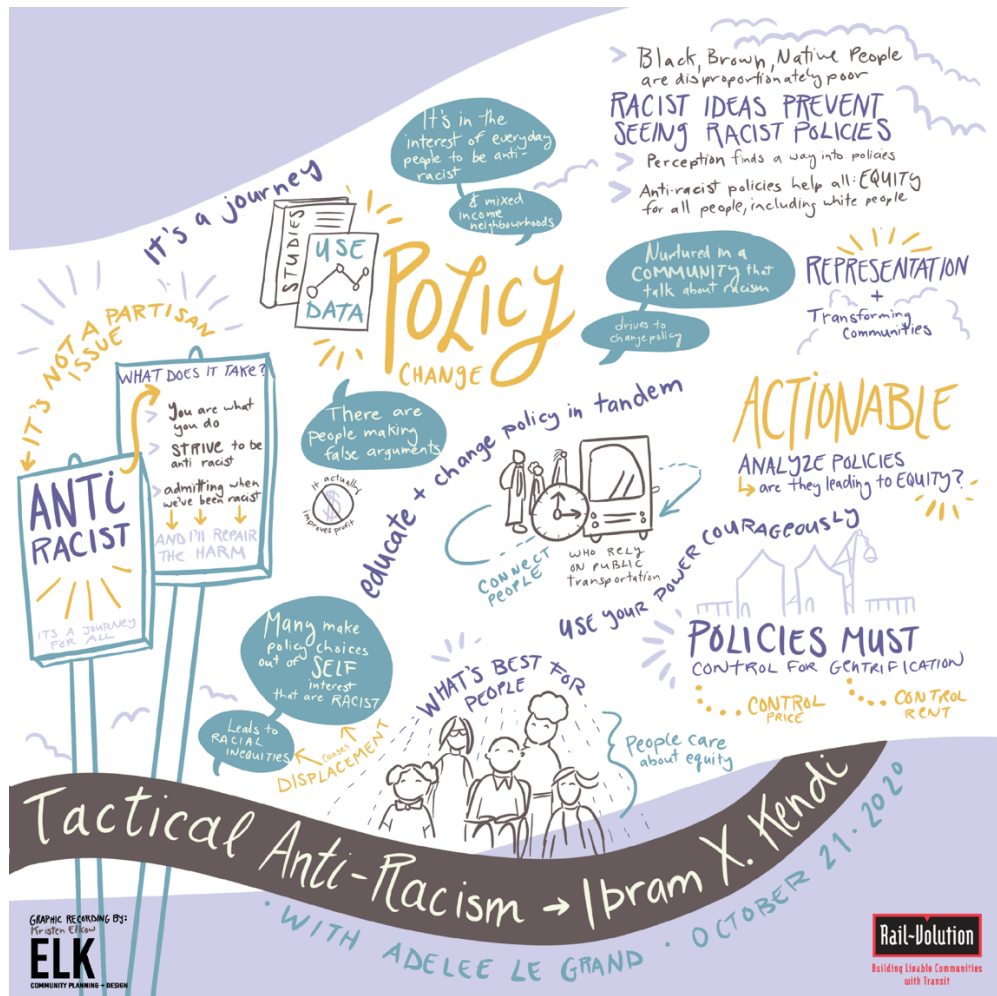 > Black, Brown, Native People
are disproportionately poor
RACIST IDEAS PREVENT
SEEING RACIST POLICIES
> Perception finds a way into policies
> Anti-racist policies help all: EQUITY
for all people, including white people
It's in the
interest of everyday
people to be anti-
racist
& mixed
income
neighbourhoods
It's a journey
STUDIES
USE
DATA
POLICY
CHANGE
Nurtured in a
COMMUNITY that
talk about racism
drives to
change policy
REPRESENTATION
+
Transforming
Communities
IT'S NOT A PARTISAN
ISSUE
WHAT DOES IT TAKE?
> You are what
you do
> STRIVE to be
anti racist
> admitting when
we've been racist
AND I'll REPAIR
THE HARM
ANTi
RACIST
ITS A JOURNEY
FOR ALL
There are
people making
false arguments
it actually
$
improves profit
educate + change policy in tandem
CONNECT
PEOPLE
WHO RELY
ON PUBLIC
Transportation
ACTiONABLE
ANALYZE POLICIES
are they leading to EQUITY?
USE YOUR POWER COURAGEOUSLY
POLICIES MUST
CONTROL FOR GENTRIFICATION
CONTROL
PRICE
CONTROL
RENT
Many make
policy choices
out of SELF
interest
that are RACIST
Leads to
RACIAL
INEQUITIES
causes
DISPLACEMENT
WHAT'S BEST FOR
PEOPLE
People care
about equity
Tactical Anti-Racism → Ibram X. Kendi
· WITH ADELEE LE GRAND · OCTOBER 21 · 2020
GRAPHIC RECORDING BY:
Kristen Elkow
ELK
COMMUNITY PLANNING + DESIGN
Rail~Volution
Building Livable Communities
with Transit